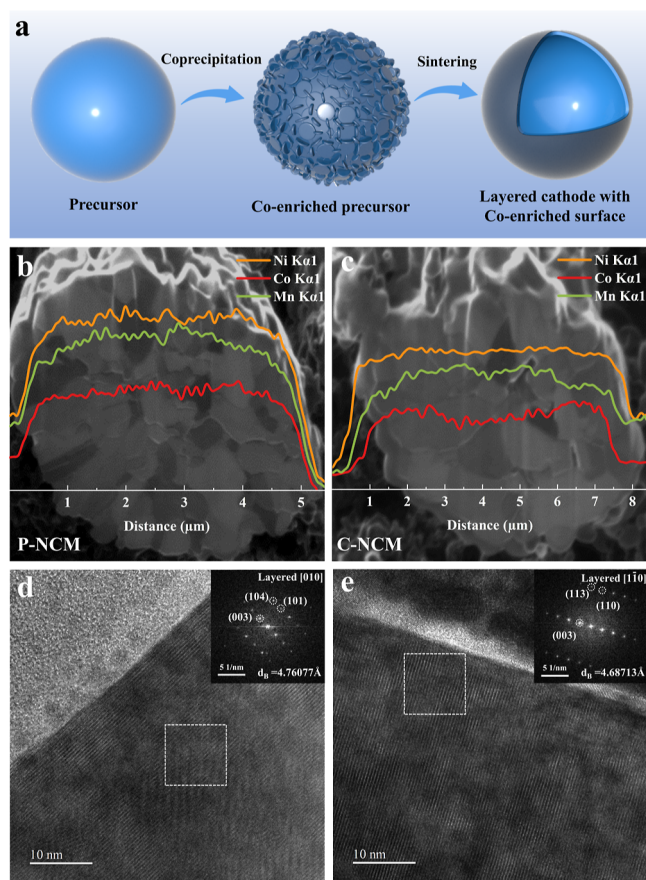 a
Coprecipitation
Sintering
Precursor
Co-enriched precursor
Layered cathode with
Co-enriched surface
b
Ni Kα1
Co Kα1
Mn Kα1
1 2 3 4 5
Distance (μm)
P-NCM
c
Ni Kα1
Co Kα1
Mn Kα1
1 2 3 4 5 6 7 8
Distance (μm)
C-NCM
d
Layered [010]
(104)
(101)
(003)
5 1/nm
d_B =4.76077Å
10 nm
e
Layered [11̄0]
(113)
(110)
(003)
5 1/nm
d_B =4.68713Å
10 nm